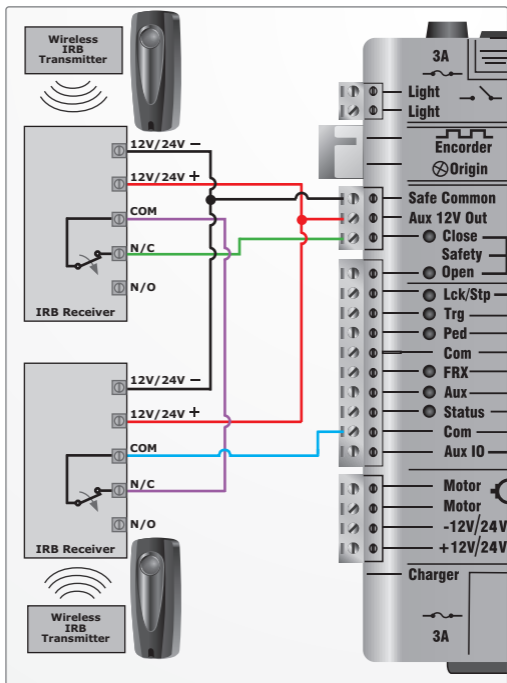 Wireless
IRB
Transmitter
12V/24V −
12V/24V +
COM
N/C
N/O
IRB Receiver
12V/24V −
12V/24V +
COM
N/C
N/O
IRB Receiver
Wireless
IRB
Transmitter
3A
Light
Light
Encorder
Origin
Safe Common
Aux 12V Out
Close
Safety
Open
Lck/Stp
Trg
Ped
Com
FRX
Aux
Status
Com
Aux IO
Motor
Motor
-12V/24V
+12V/24V
Charger
3A